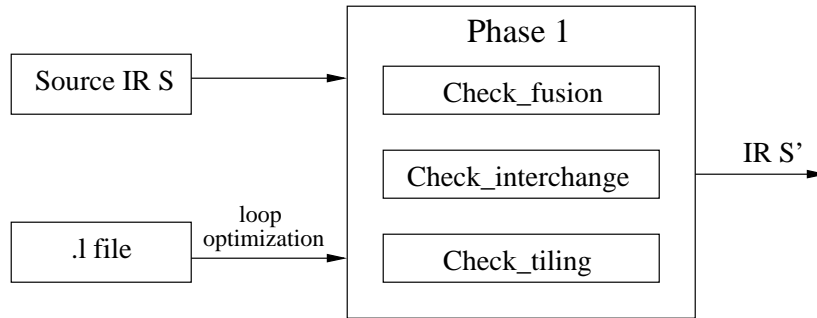 Phase 1
Source IR S
Check_fusion
IR S’
Check_interchange
.l file
loop
optimization
Check_tiling